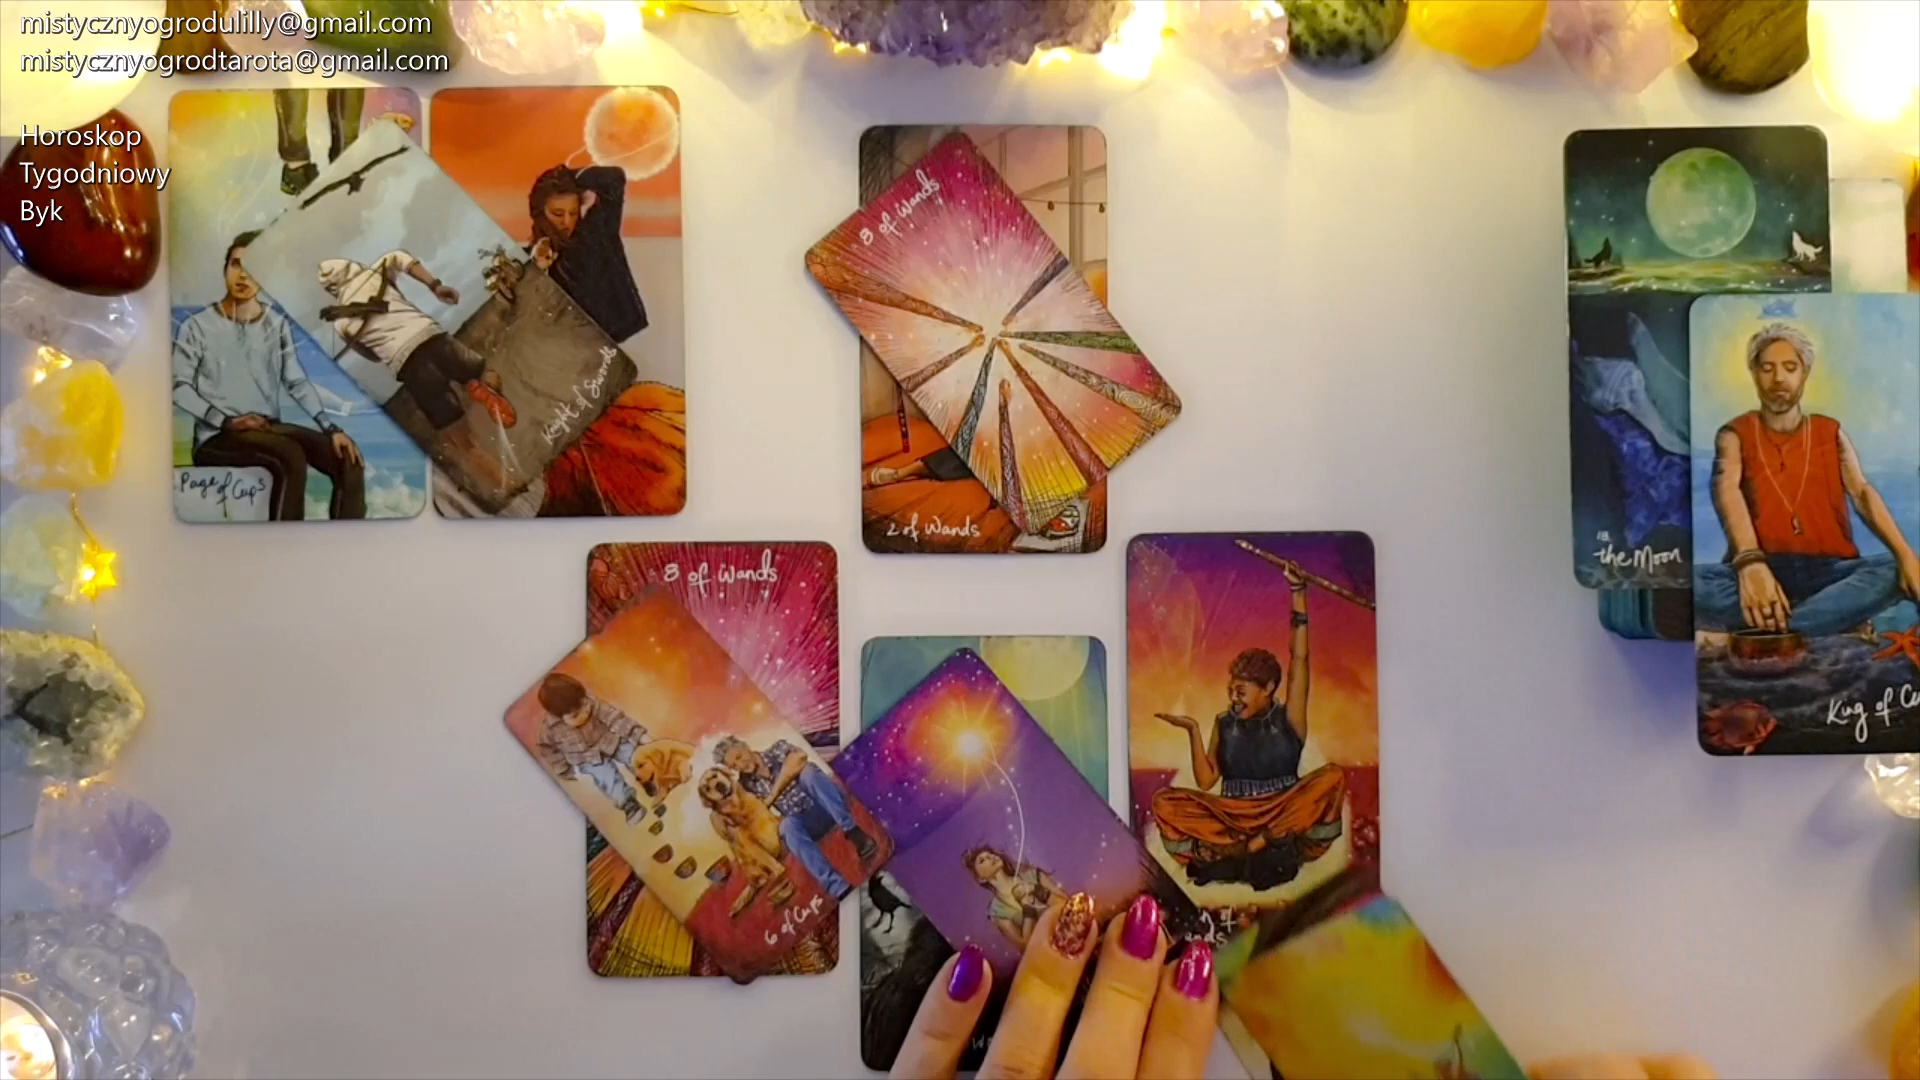 mistycznyogrodulilly@gmail.com
mistycznyogrodtarota@gmail.com
Horoskop
Tygodniowy
Byk
8 of Wands
Knight of Swords
Page of Cups
2 of Wands
18
the Moon
8 of Wands
King of
6 of Cups